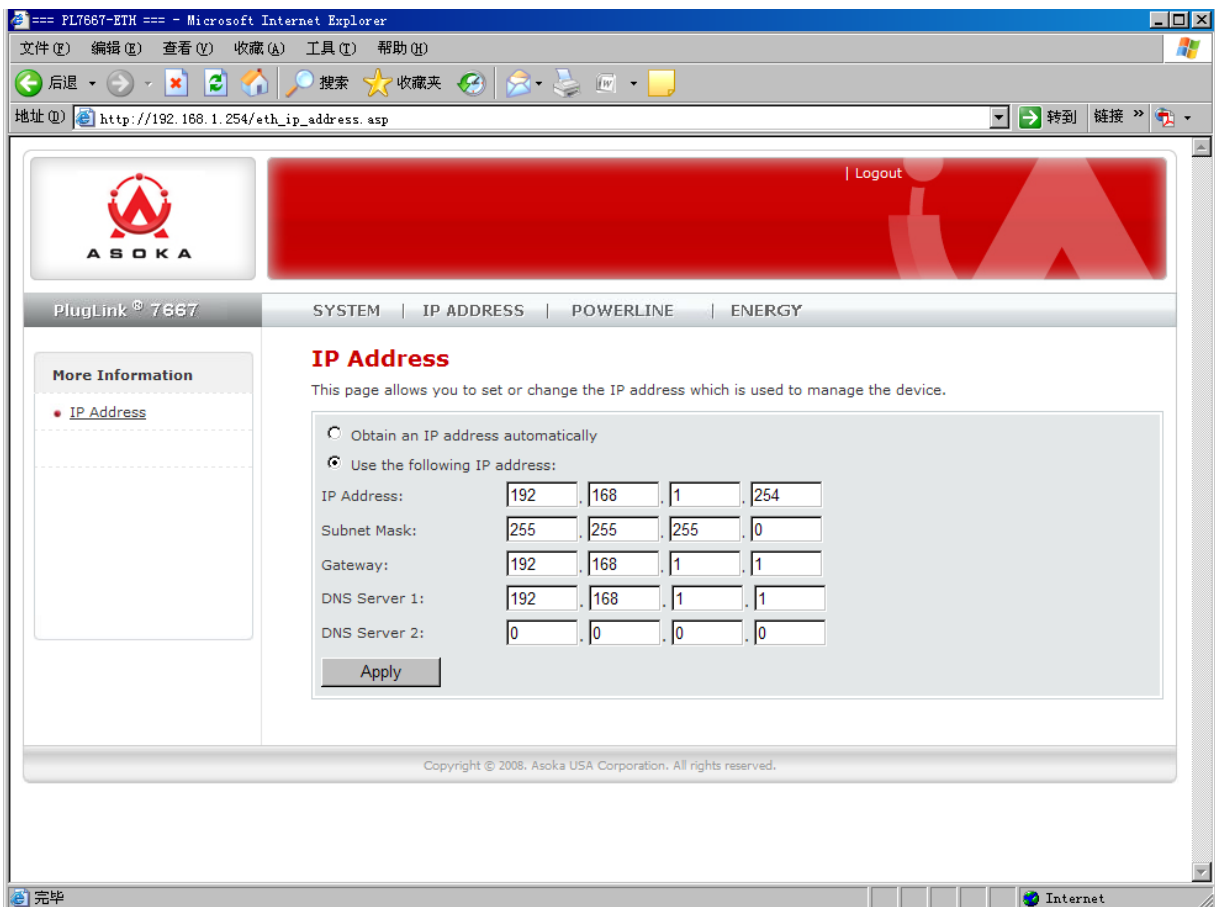 === PL7667-ETH === - Microsoft Internet Explorer
文件(F) 编辑(E) 查看(V) 收藏(A) 工具(T) 帮助(H)
后退 搜索 收藏夹
地址(D) http://192.168.1.254/eth_ip_address.asp 转到 链接 »
| Logout
ASOKA
PlugLink ® 7667 SYSTEM | IP ADDRESS | POWERLINE | ENERGY
More Information
IP Address
IP Address
This page allows you to set or change the IP address which is used to manage the device.
Obtain an IP address automatically
Use the following IP address:
IP Address: 192 . 168 . 1 . 254
Subnet Mask: 255 . 255 . 255 . 0
Gateway: 192 . 168 . 1 . 1
DNS Server 1: 192 . 168 . 1 . 1
DNS Server 2: 0 . 0 . 0 . 0
Apply
Copyright © 2008. Asoka USA Corporation. All rights reserved.
完毕 Internet